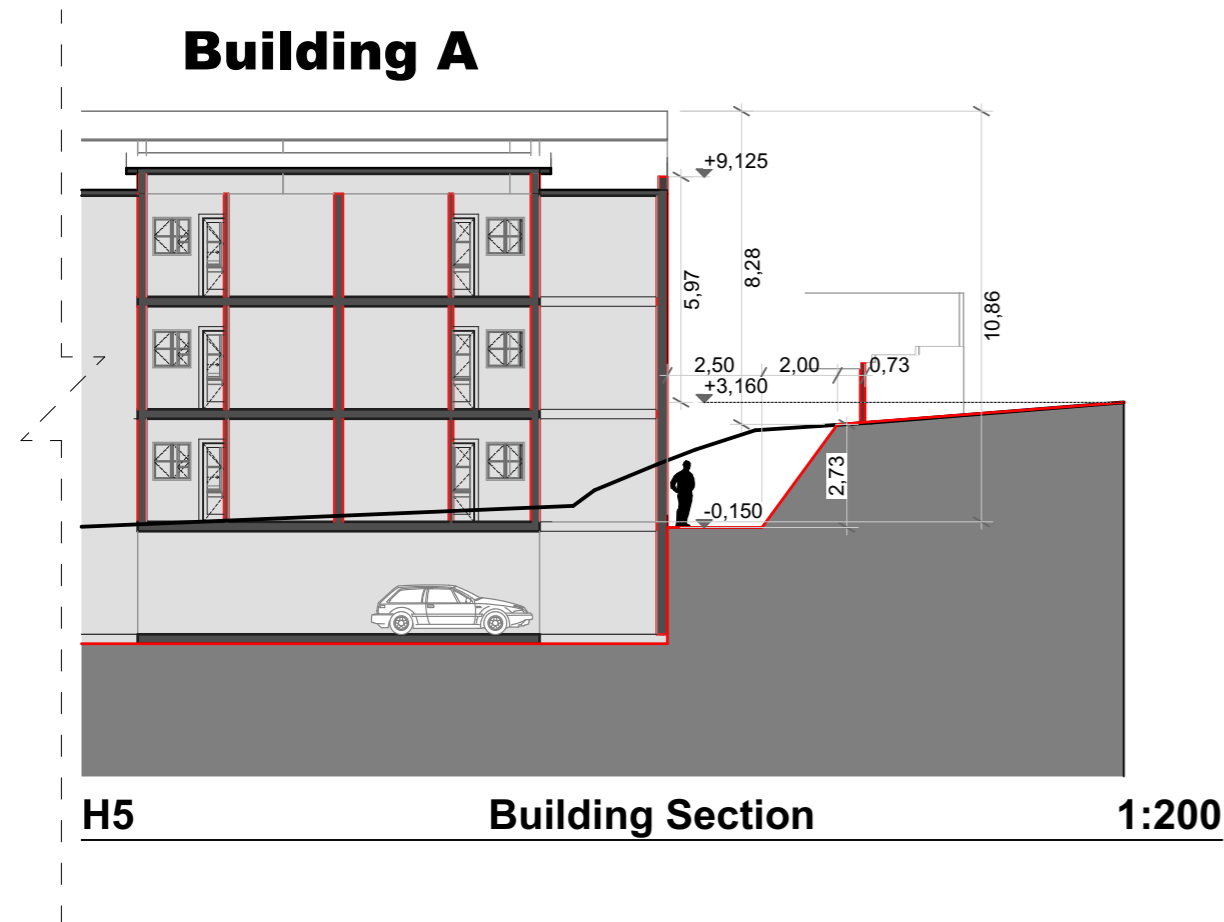 Building A
+9,125
8,28
5,97
10,86
2,50 2,00 0,73
+3,160
2,73
-0,150
H5 Building Section 1:200